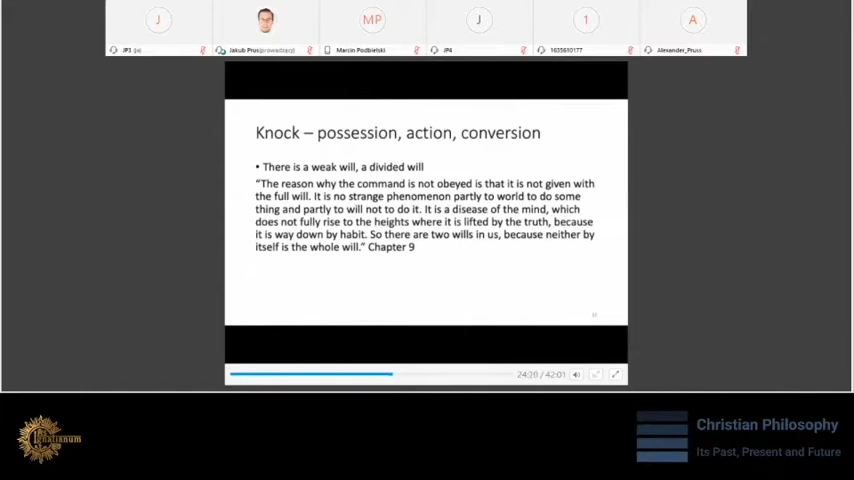 J
MP
J
1
A
JP3 (ja)
Jakub Prus(prowadzący)
Marcin Podbielski
JP4
1635610177
Alexander_Pruss
Knock – possession, action, conversion
• There is a weak will, a divided will
“The reason why the command is not obeyed is that it is not given with
the full will. It is no strange phenomenon partly to world to do some
thing and partly to will not to do it. It is a disease of the mind, which
does not fully rise to the heights where it is lifted by the truth, because
it is way down by habit. So there are two wills in us, because neither by
itself is the whole will.” Chapter 9
24:20 / 42:01
Ignatianum
Christian Philosophy
Its Past, Present and Future